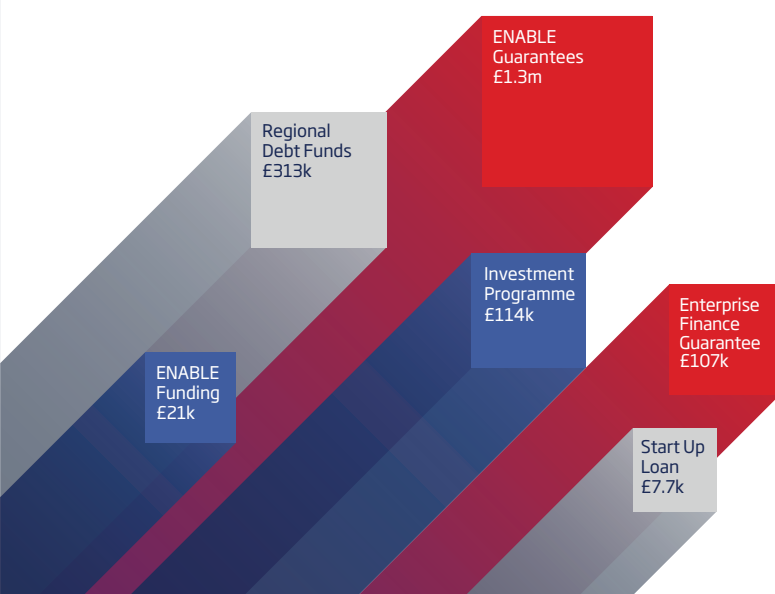 ENABLE
Guarantees
£1.3m
Regional
Debt Funds
£313k
Investment
Programme
£114k
Enterprise
Finance
Guarantee
£107k
ENABLE
Funding
£21k
Start Up
Loan
£7.7k